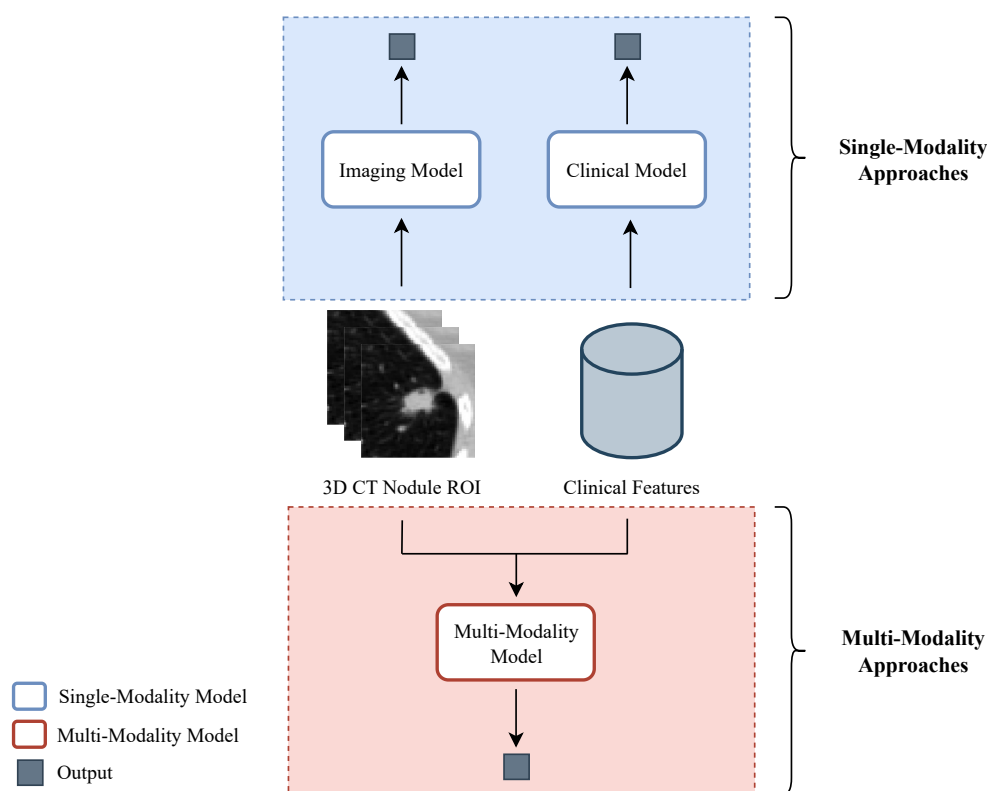 Imaging Model
Clinical Model
Single-Modality
Approaches
3D CT Nodule ROI
Clinical Features
Multi-Modality
Model
Multi-Modality
Approaches
Single-Modality Model
Multi-Modality Model
Output